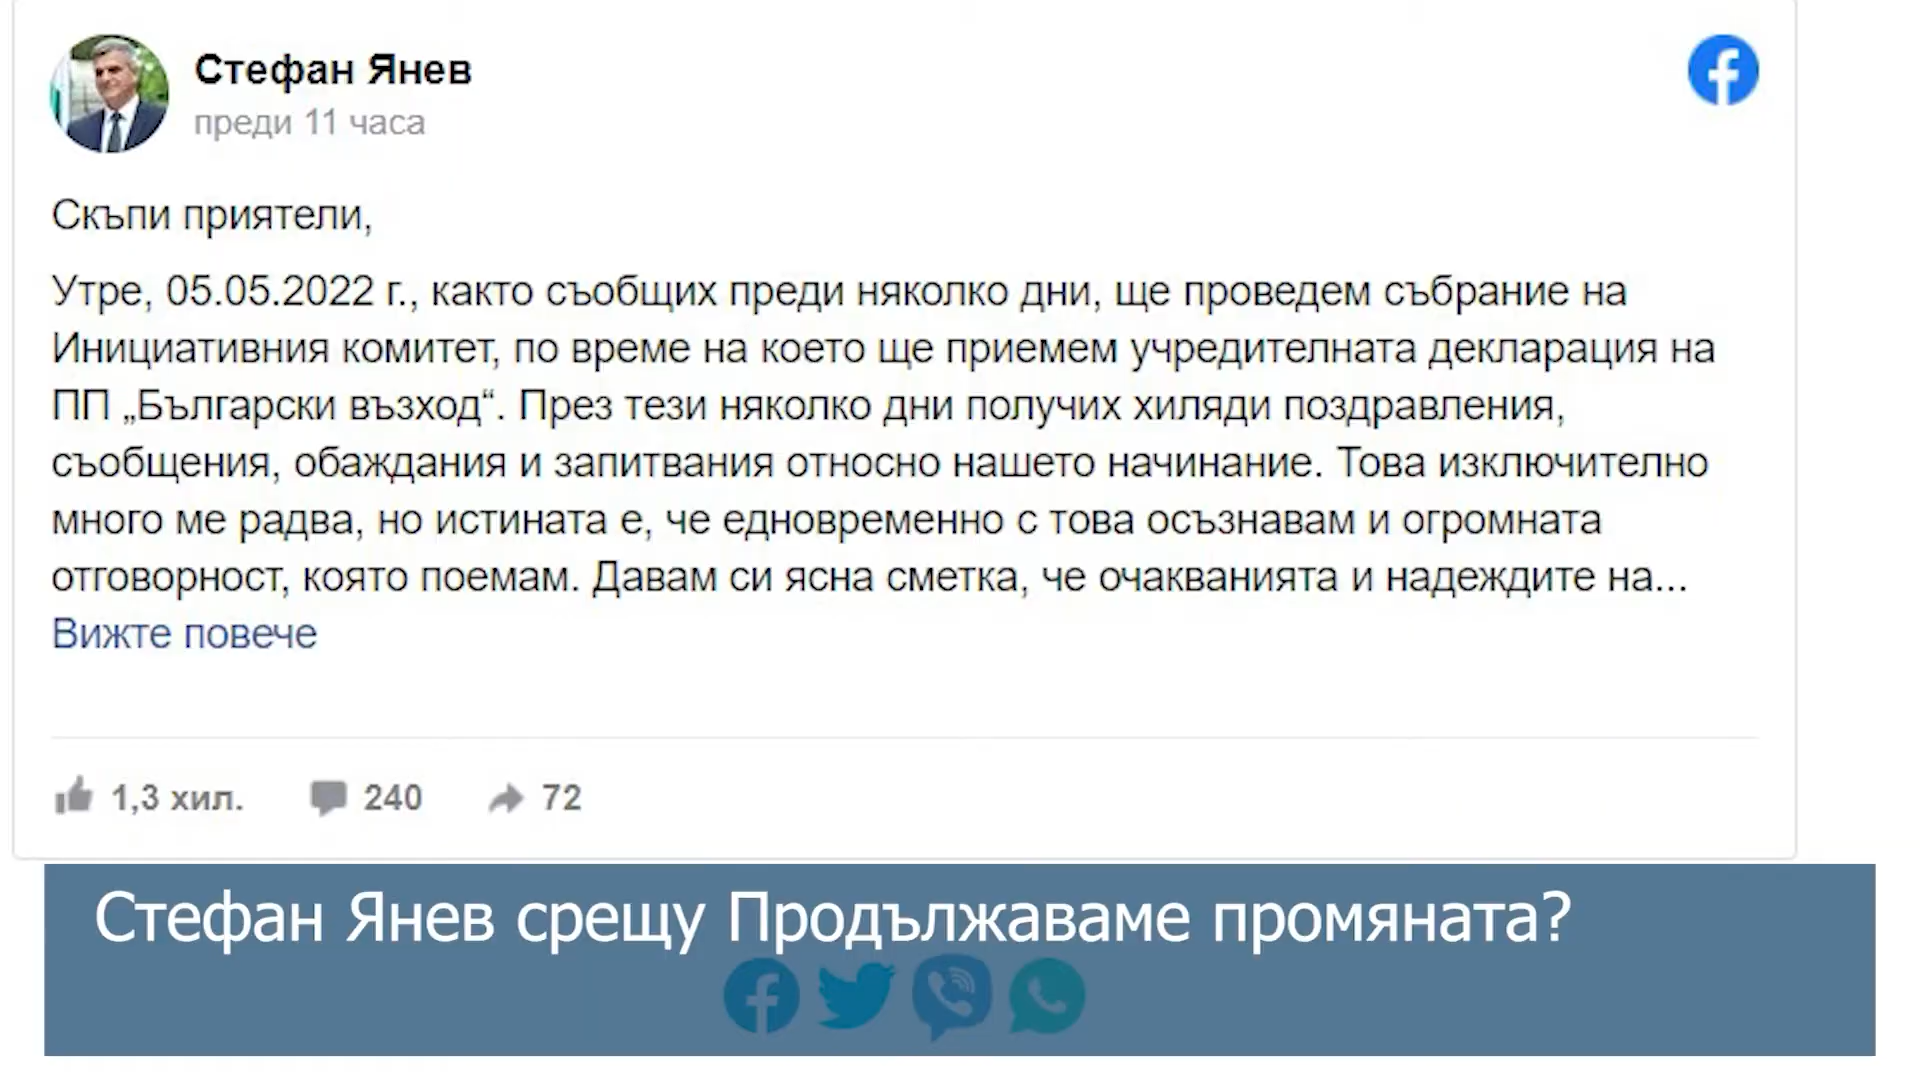 Стефан Янев
преди 11 часа
Скъпи приятели,
Утре, 05.05.2022 г., както съобщих преди няколко дни, ще проведем събрание на
Инициативния комитет, по време на което ще приемем учредителната декларация на
ПП „Български възход“. През тези няколко дни получих хиляди поздравления,
съобщения, обаждания и запитвания относно нашето начинание. Това изключително
много ме радва, но истината е, че едновременно с това осъзнавам и огромната
отговорност, която поемам. Давам си ясна сметка, че очакванията и надеждите на...
Вижте повече
1,3 хил. 240 72
Стефан Янев срещу Продължаваме промяната?